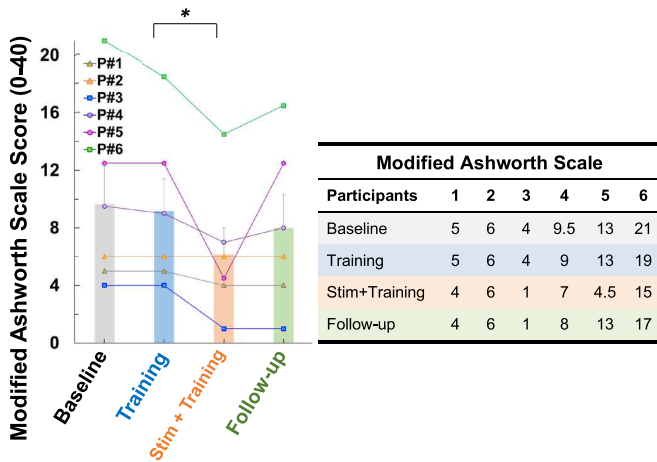 *
Modified Ashworth Scale Score (0-40)
20
16
12
8
4
0
P#1
P#2
P#3
P#4
P#5
P#6
Baseline
Training
Stim + Training
Follow-up
Modified Ashworth Scale
Participants 1 2 3 4 5 6
Baseline 5 6 4 9.5 13 21
Training 5 6 4 9 13 19
Stim+Training 4 6 1 7 4.5 15
Follow-up 4 6 1 8 13 17